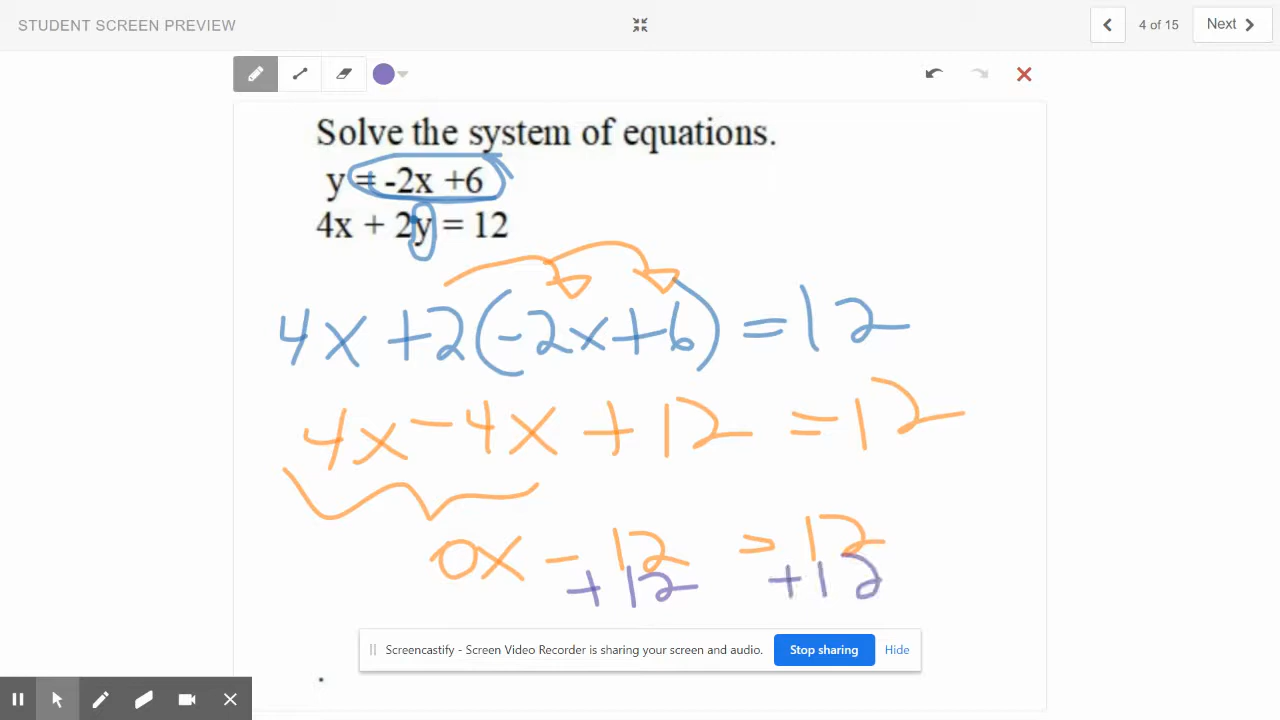 STUDENT SCREEN PREVIEW
4 of 15
Next
Solve the system of equations.
y = -2x +6
4x + 2y = 12
4x +2(-2x+6) =12
4x -4x + 12 =12
0x - 12 = 12
+12 +12
Screencastify - Screen Video Recorder is sharing your screen and audio.
Stop sharing
Hide